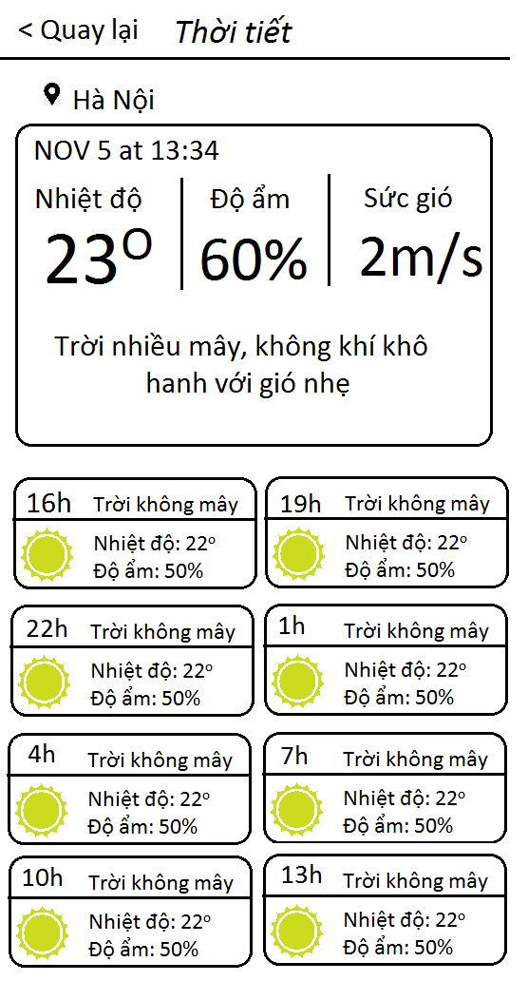 < Quay lại Thời tiết
Hà Nội
NOV 5 at 13:34
Nhiệt độ Độ ẩm Sức gió
23° 60% 2m/s
Trời nhiều mây, không khí khô
hanh với gió nhẹ
16h Trời không mây
Nhiệt độ: 22°
Độ ẩm: 50%
19h Trời không mây
Nhiệt độ: 22°
Độ ẩm: 50%
22h Trời không mây
Nhiệt độ: 22°
Độ ẩm: 50%
1h Trời không mây
Nhiệt độ: 22°
Độ ẩm: 50%
4h Trời không mây
Nhiệt độ: 22°
Độ ẩm: 50%
7h Trời không mây
Nhiệt độ: 22°
Độ ẩm: 50%
10h Trời không mây
Nhiệt độ: 22°
Độ ẩm: 50%
13h Trời không mây
Nhiệt độ: 22°
Độ ẩm: 50%